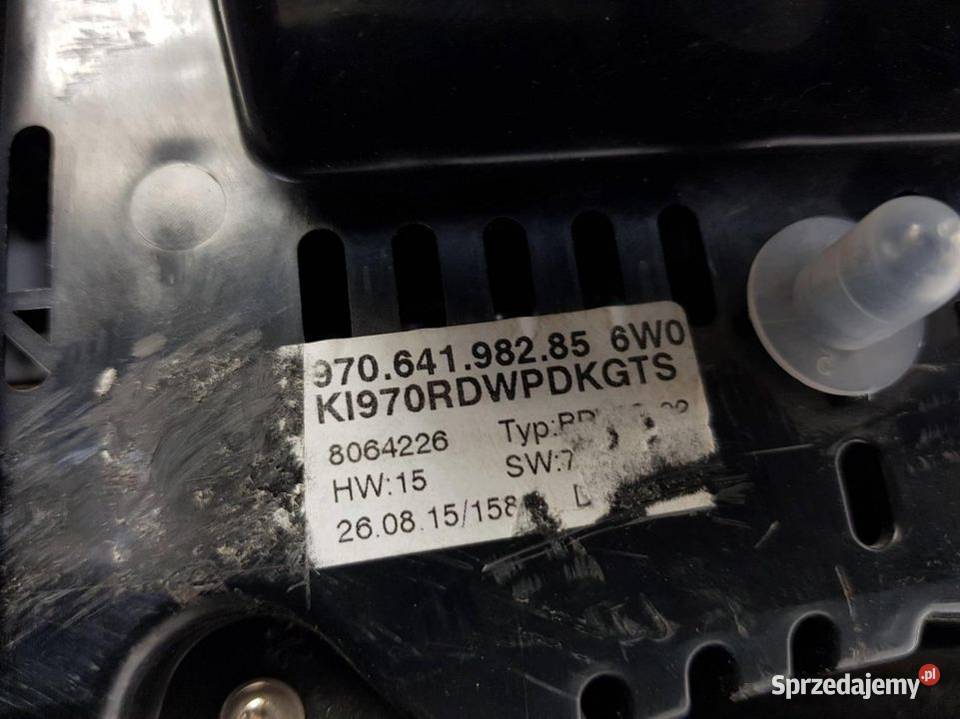 970.641.982.85 6W0
KI970RDWPDKGTS
8064226
HW:15
26.08.15/158
Sprzedajemy.pl